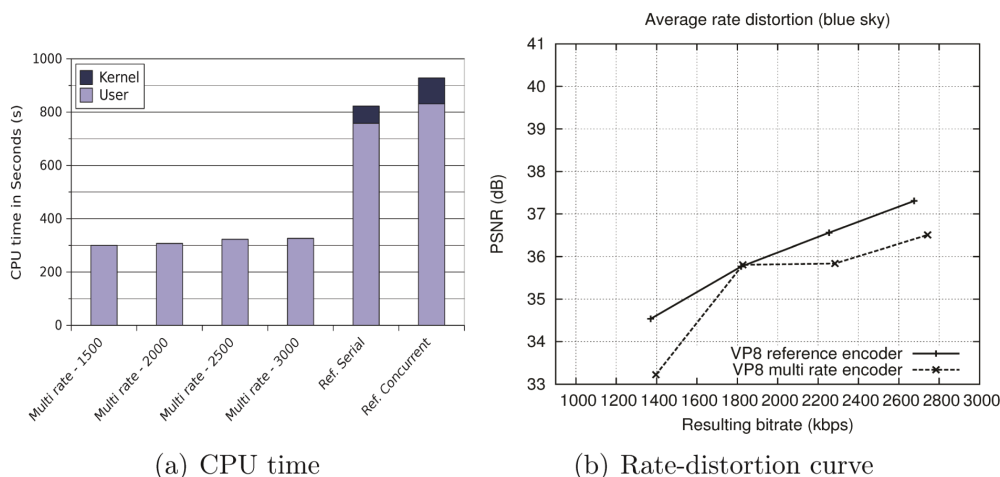 CPU time in Seconds (s)
1000
800
600
400
200
0
Kernel
User
Multi rate - 1500
Multi rate - 2000
Multi rate - 2500
Multi rate - 3000
Ref. Serial
Ref. Concurrent
(a) CPU time
Average rate distortion (blue sky)
PSNR (dB)
41
40
39
38
37
36
35
34
33
VP8 reference encoder
VP8 multi rate encoder
1000 1200 1400 1600 1800 2000 2200 2400 2600 2800 3000
Resulting bitrate (kbps)
(b) Rate-distortion curve